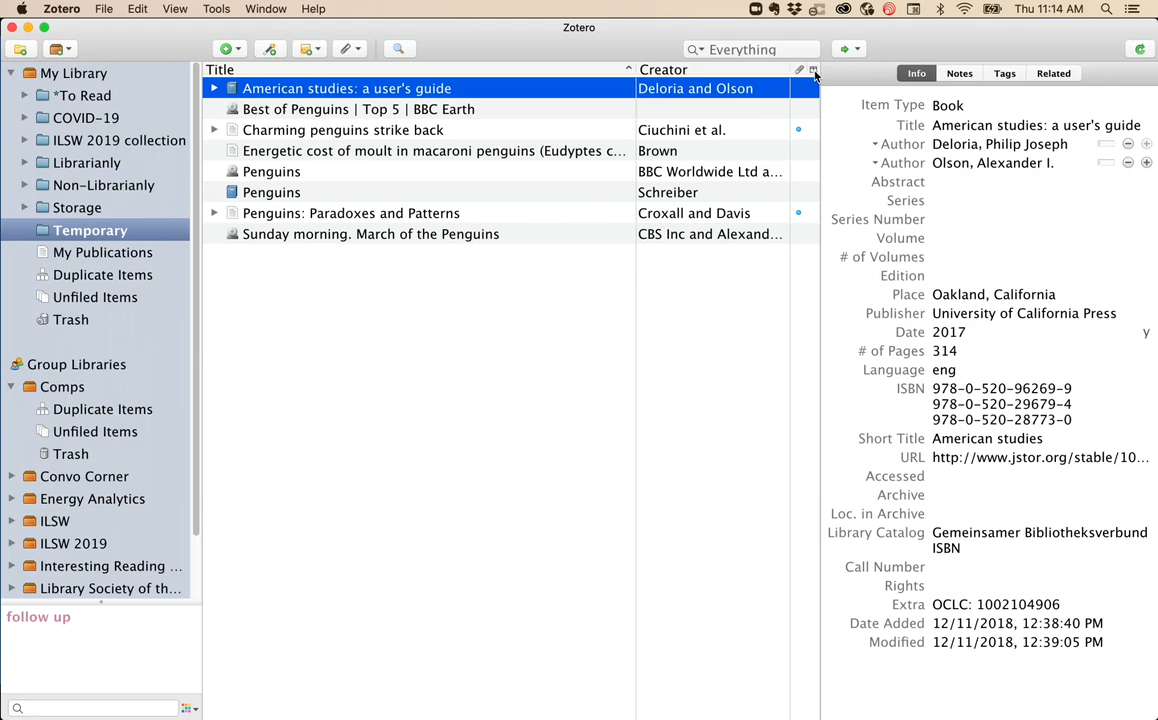 Zotero File Edit View Tools Window Help Thu 11:14 AM
Zotero
Everything
My Library
*To Read
COVID-19
ILSW 2019 collection
Librarianly
Non-Librarianly
Storage
Temporary
My Publications
Duplicate Items
Unfiled Items
Trash
Group Libraries
Comps
Duplicate Items
Unfiled Items
Trash
Convo Corner
Energy Analytics
ILSW
ILSW 2019
Interesting Reading ...
Library Society of th...
follow up
Title Creator
American studies: a user's guide Deloria and Olson
Best of Penguins | Top 5 | BBC Earth
Charming penguins strike back Ciuchini et al.
Energetic cost of moult in macaroni penguins (Eudyptes c... Brown
Penguins BBC Worldwide Ltd a...
Penguins Schreiber
Penguins: Paradoxes and Patterns Croxall and Davis
Sunday morning. March of the Penguins CBS Inc and Alexand...
Info Notes Tags Related
Item Type Book
Title American studies: a user's guide
Author Deloria, Philip Joseph
Author Olson, Alexander I.
Abstract
Series
Series Number
Volume
# of Volumes
Edition
Place Oakland, California
Publisher University of California Press
Date 2017 y
# of Pages 314
Language eng
ISBN 978-0-520-96269-9
978-0-520-29679-4
978-0-520-28773-0
Short Title American studies
URL http://www.jstor.org/stable/10...
Accessed
Archive
Loc. in Archive
Library Catalog Gemeinsamer Bibliotheksverbund
ISBN
Call Number
Rights
Extra OCLC: 1002104906
Date Added 12/11/2018, 12:38:40 PM
Modified 12/11/2018, 12:39:05 PM